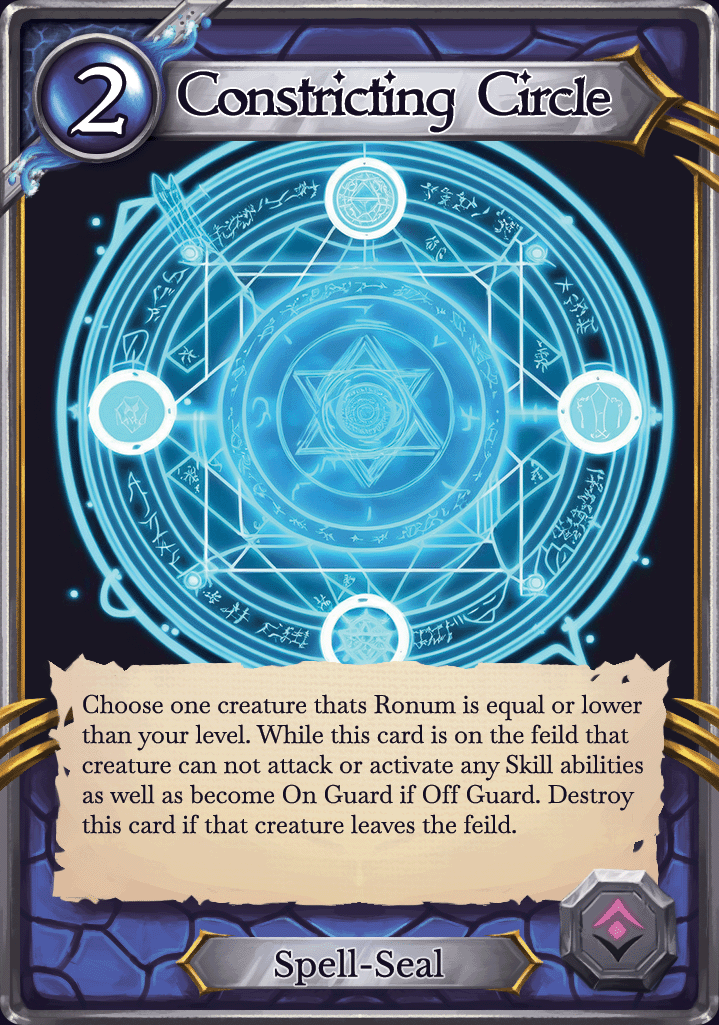 2
Constricting Circle
Choose one creature thats Ronum is equal or lower
than your level. While this card is on the feild that
creature can not attack or activate any Skill abilities
as well as become On Guard if Off Guard. Destroy
this card if that creature leaves the feild.
Spell-Seal